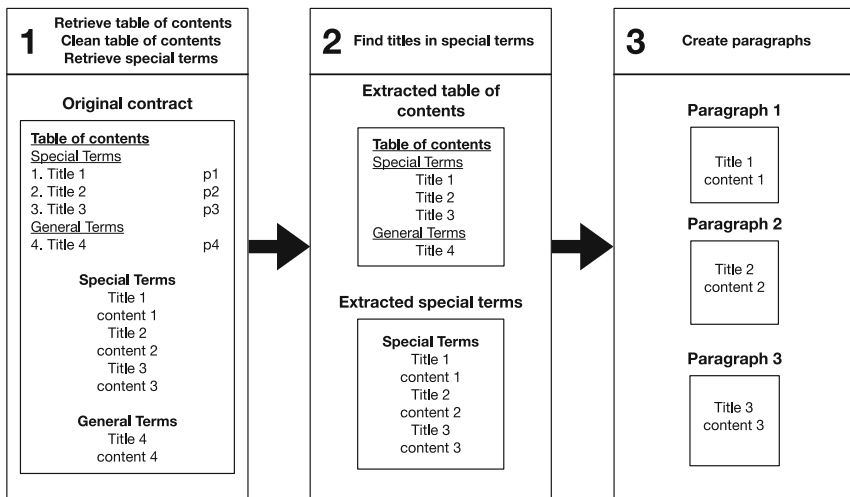 1
Retrieve table of contents
Clean table of contents
Retrieve special terms
Original contract
Table of contents
Special Terms
1. Title 1 p1
2. Title 2 p2
3. Title 3 p3
General Terms
4. Title 4 p4
Special Terms
Title 1
content 1
Title 2
content 2
Title 3
content 3
General Terms
Title 4
content 4
2 Find titles in special terms
Extracted table of
contents
Table of contents
Special Terms
Title 1
Title 2
Title 3
General Terms
Title 4
Extracted special terms
Special Terms
Title 1
content 1
Title 2
content 2
Title 3
content 3
3 Create paragraphs
Paragraph 1
Title 1
content 1
Paragraph 2
Title 2
content 2
Paragraph 3
Title 3
content 3